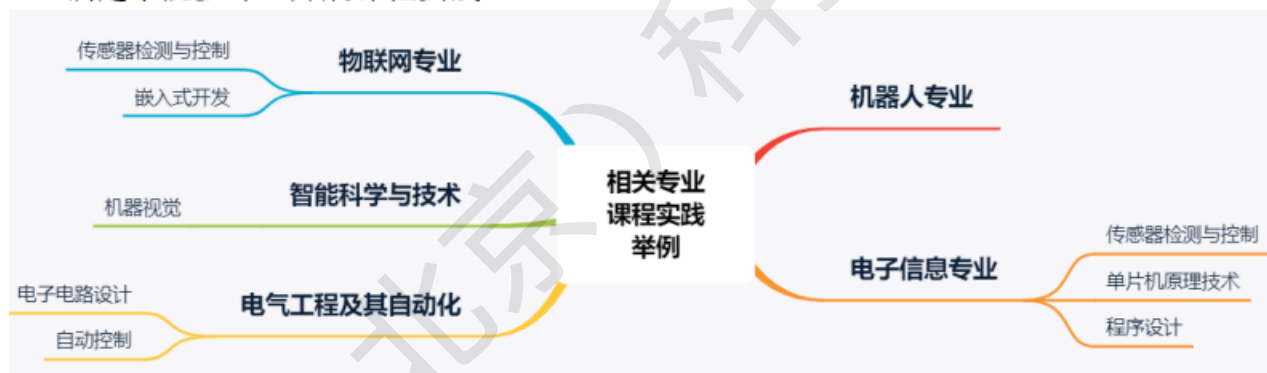 传感器检测与控制
嵌入式开发
物联网专业
机器视觉
智能科学与技术
电子电路设计
自动控制
电气工程及其自动化
相关专业
课程实践
举例
机器人专业
电子信息专业
传感器检测与控制
单片机原理技术
程序设计
北京）科